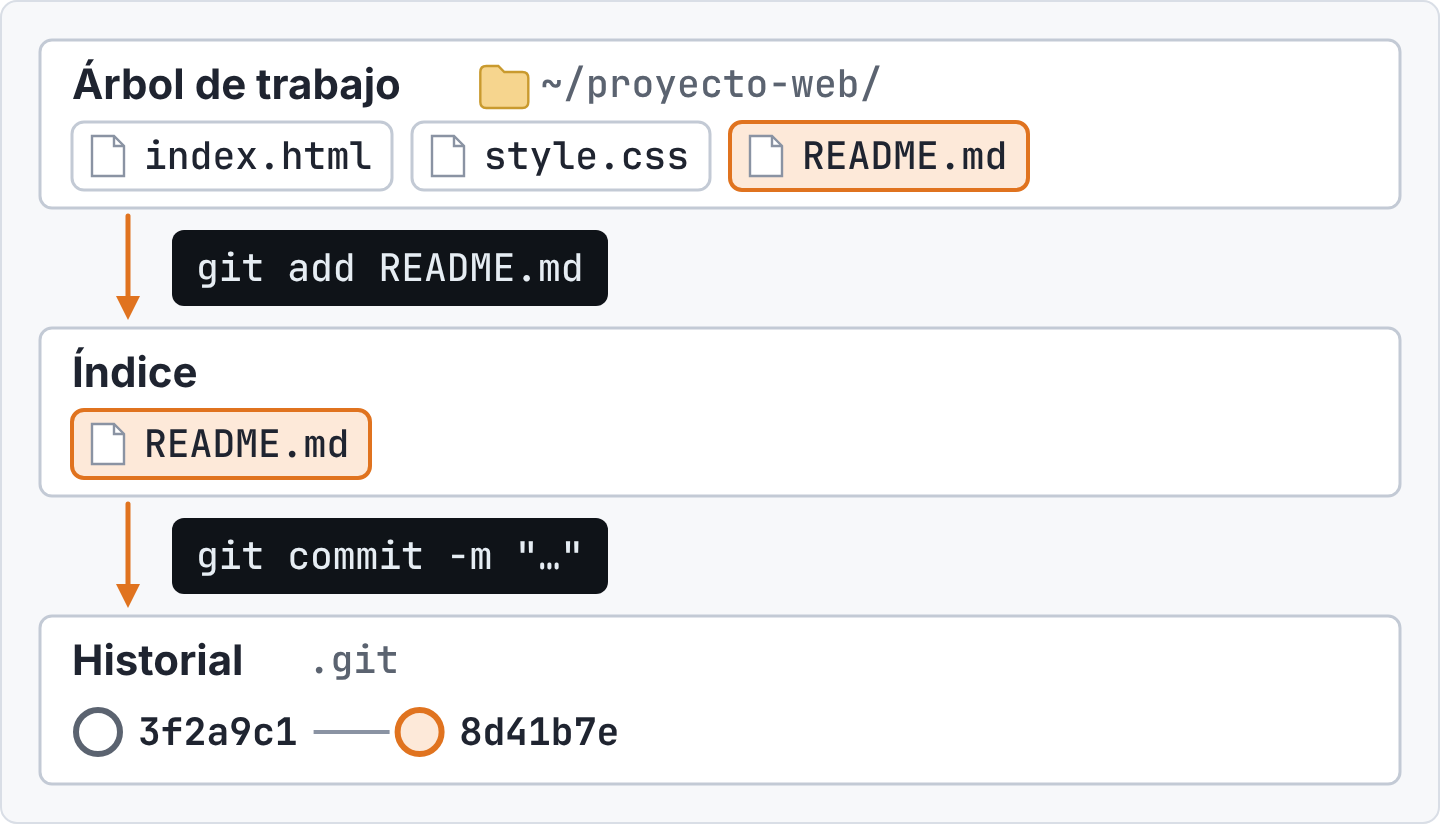 Árbol de trabajo ~/proyecto-web/
index.html style.css README.md
git add README.md
Índice
README.md
git commit -m "…"
Historial .git
3f2a9c1 8d41b7e